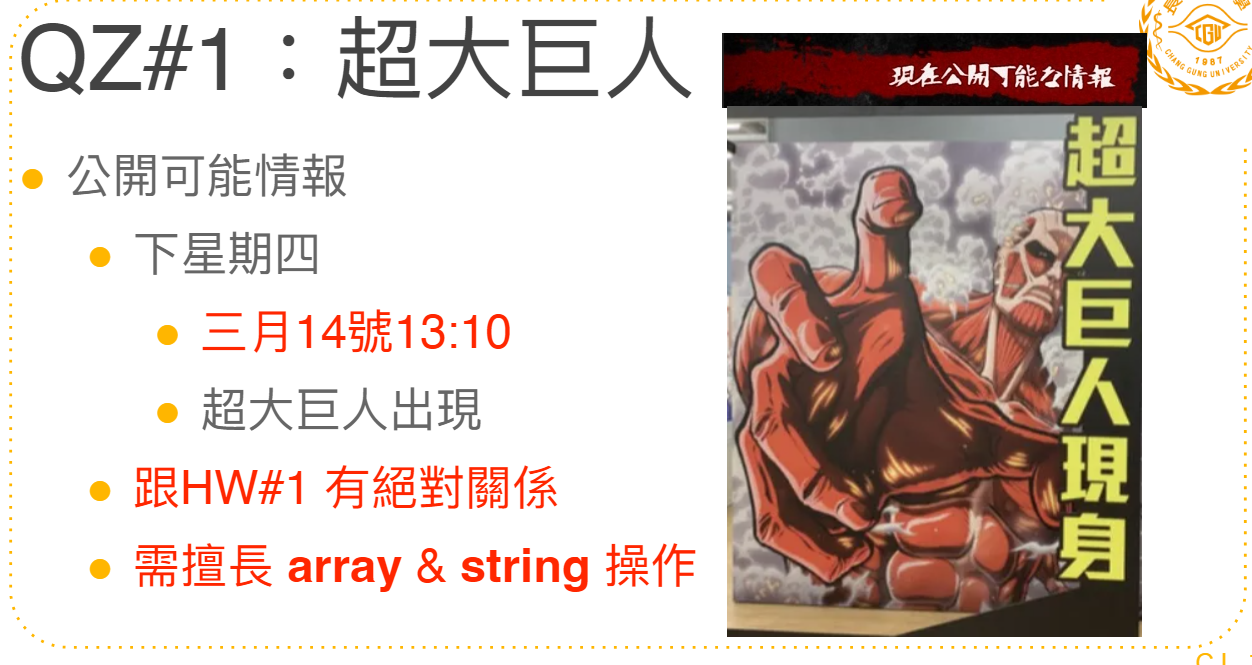 QZ#1：超大巨人
現在公開可能な情報
公開可能情報
下星期四
三月14號13:10
超大巨人出現
跟HW#1 有絕對關係
需擅長 array & string 操作
超大巨人現身
CGU
1987
CHANG GUNG UNIVERSITY